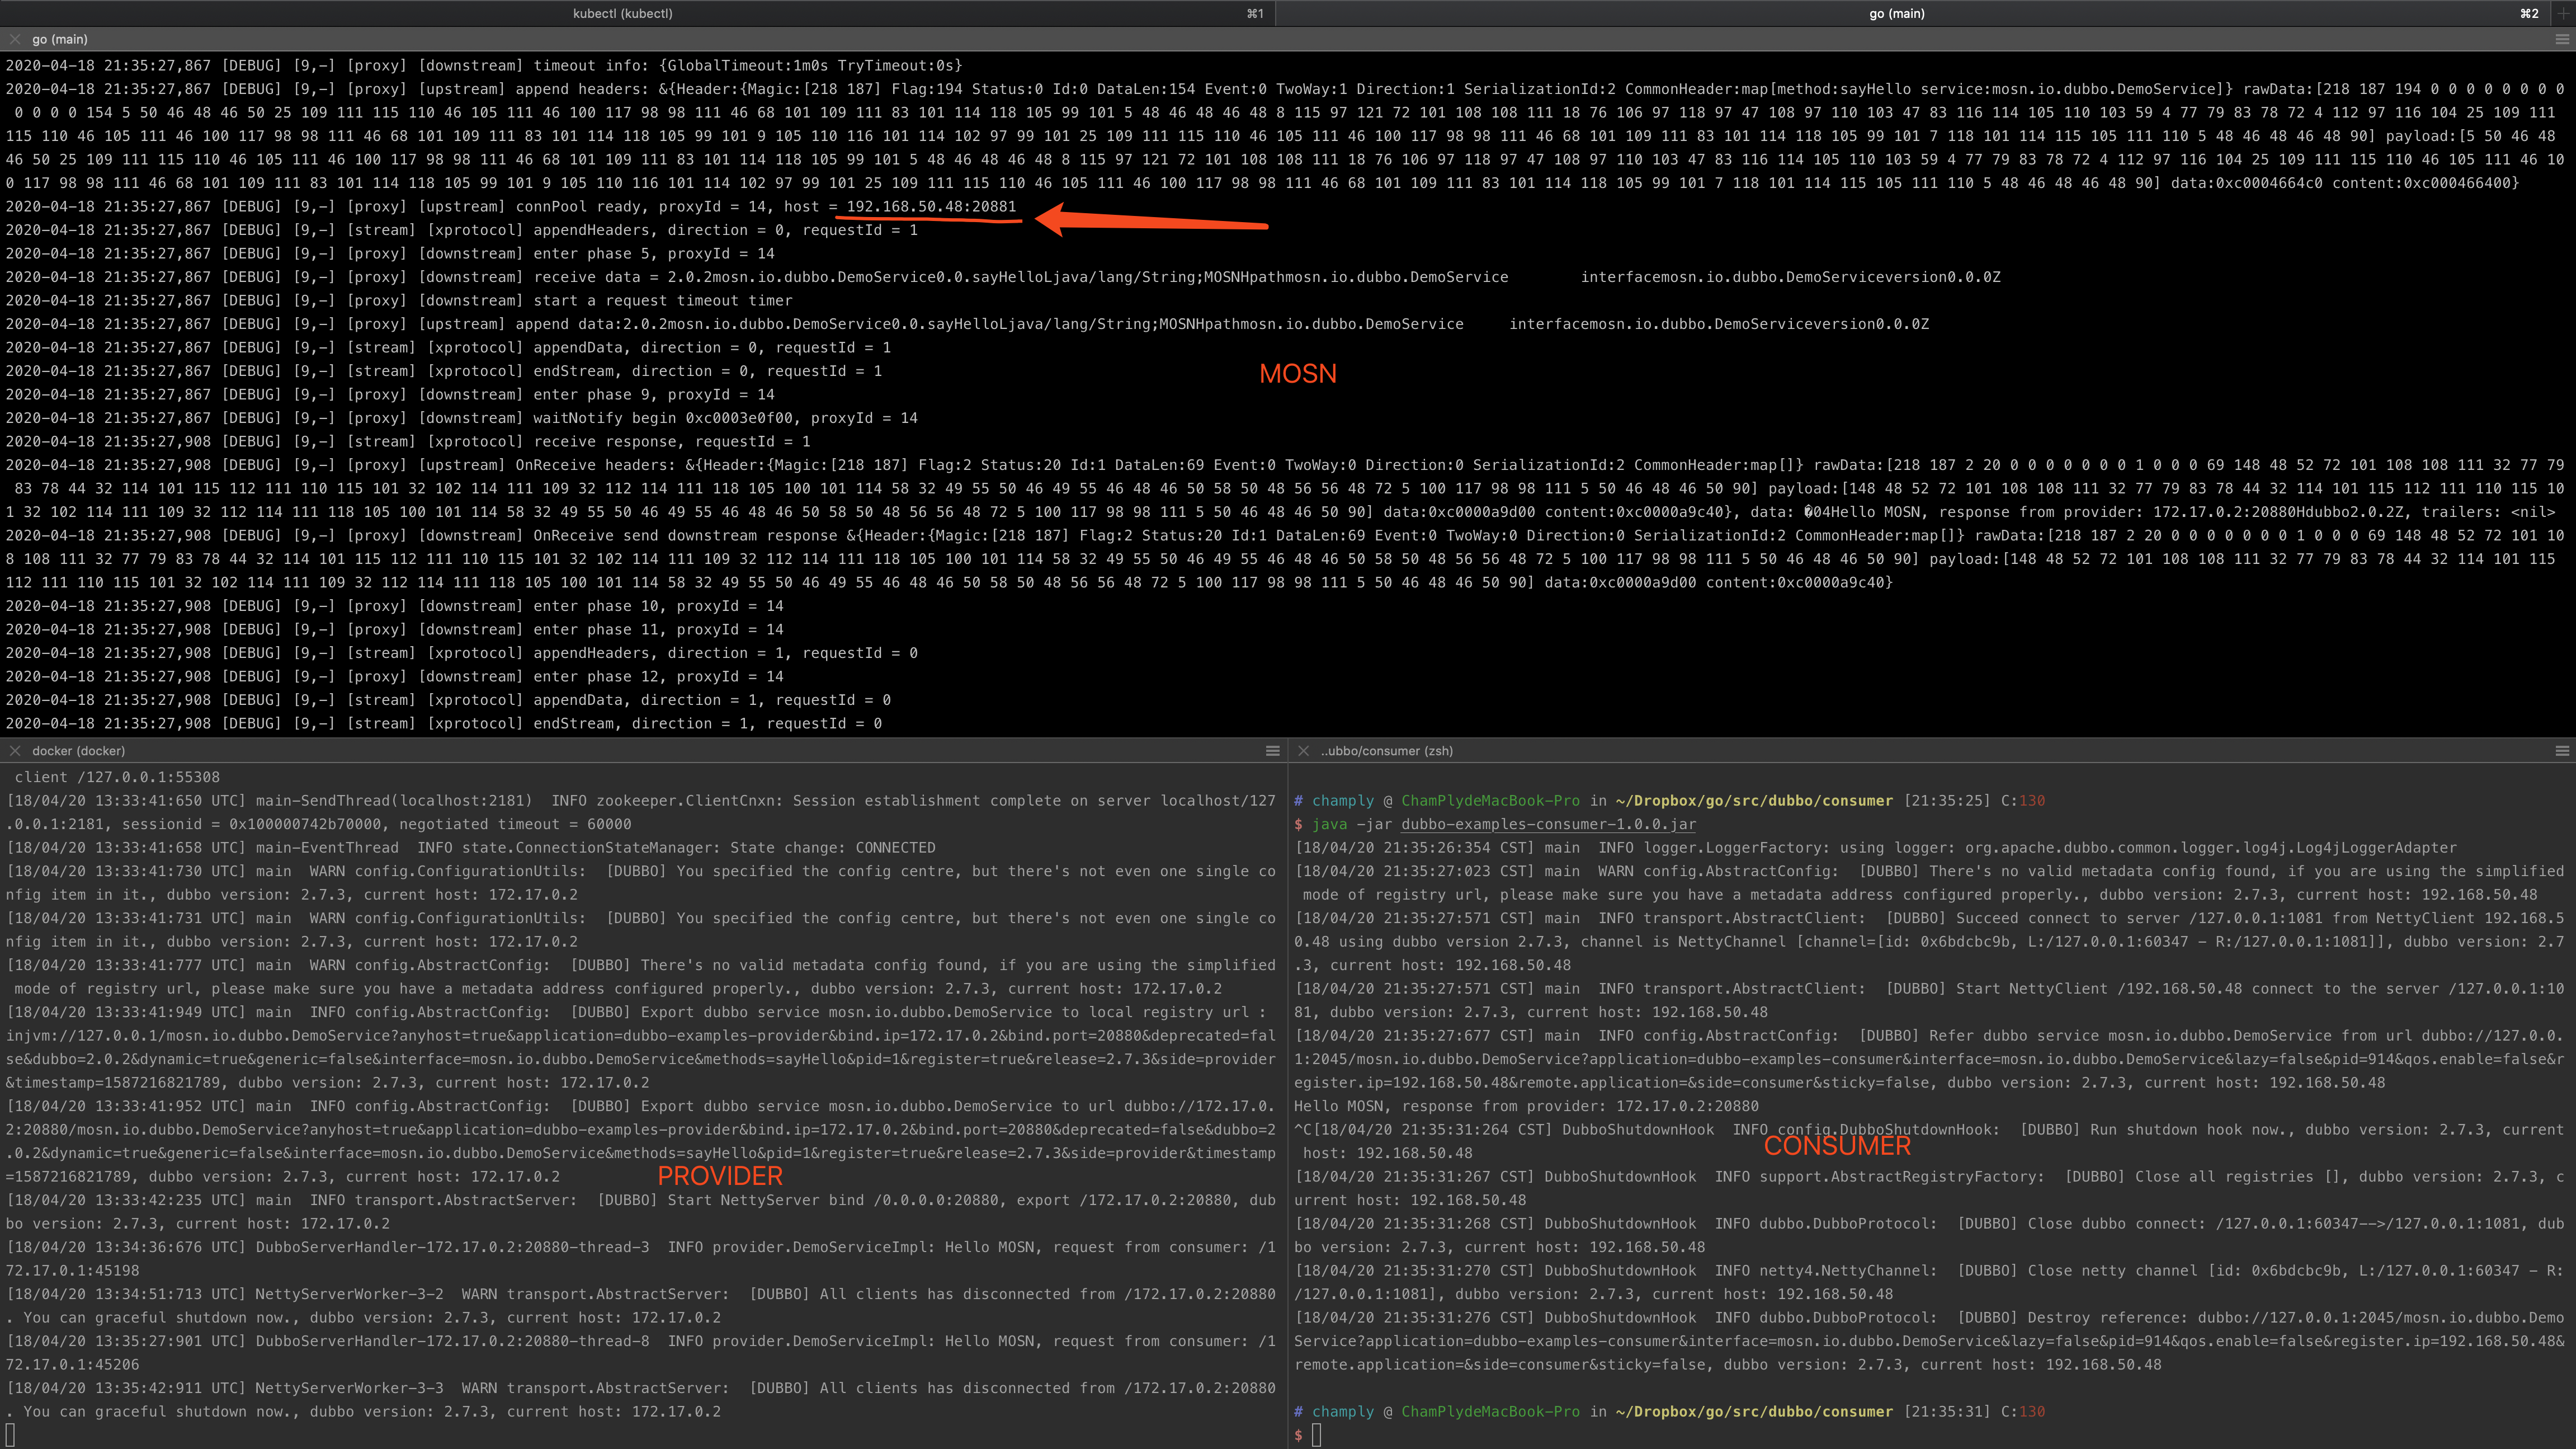 kubectl (kubectl) ⌘1 go (main) ⌘2
go (main)
2020-04-18 21:35:27,867 [DEBUG] [9,-] [proxy] [downstream] timeout info: {GlobalTimeout:1m0s TryTimeout:0s}
2020-04-18 21:35:27,867 [DEBUG] [9,-] [proxy] [upstream] append headers: &{Header:{Magic:[218 187] Flag:194 Status:0 Id:0 DataLen:154 Event:0 TwoWay:1 Direction:1 SerializationId:2 CommonHeader:map[method:sayHello service:mosn.io.dubbo.DemoService]} rawData:[218 187 194 0 0 0 0 0 0 0 0
0 0 0 0 154 5 50 46 48 46 50 25 109 111 115 110 46 105 111 46 100 117 98 98 111 46 68 101 109 111 83 101 114 118 105 99 101 5 48 46 48 46 48 8 115 97 121 72 101 108 108 111 18 76 106 97 118 97 47 108 97 110 103 47 83 116 114 105 110 103 59 4 77 79 83 78 72 4 112 97 116 104 25 109 111
115 110 46 105 111 46 100 117 98 98 111 46 68 101 109 111 83 101 114 118 105 99 101 9 105 110 116 101 114 102 97 99 101 25 109 111 115 110 46 105 111 46 100 117 98 98 111 46 68 101 109 111 83 101 114 118 105 99 101 7 118 101 114 115 105 111 110 5 48 46 48 46 48 90] payload:[5 50 46 48
46 50 25 109 111 115 110 46 105 111 46 100 117 98 98 111 46 68 101 109 111 83 101 114 118 105 99 101 5 48 46 48 46 48 8 115 97 121 72 101 108 108 111 18 76 106 97 118 97 47 108 97 110 103 47 83 116 114 105 110 103 59 4 77 79 83 78 72 4 112 97 116 104 25 109 111 115 110 46 105 111 46 10
0 117 98 98 111 46 68 101 109 111 83 101 114 118 105 99 101 9 105 110 116 101 114 102 97 99 101 25 109 111 115 110 46 105 111 46 100 117 98 98 111 46 68 101 109 111 83 101 114 118 105 99 101 7 118 101 114 115 105 111 110 5 48 46 48 46 48 90] data:0xc0004664c0 content:0xc000466400}
2020-04-18 21:35:27,867 [DEBUG] [9,-] [proxy] [upstream] connPool ready, proxyId = 14, host = 192.168.50.48:20881
2020-04-18 21:35:27,867 [DEBUG] [9,-] [stream] [xprotocol] appendHeaders, direction = 0, requestId = 1
2020-04-18 21:35:27,867 [DEBUG] [9,-] [proxy] [downstream] enter phase 5, proxyId = 14
2020-04-18 21:35:27,867 [DEBUG] [9,-] [proxy] [downstream] receive data = 2.0.2mosn.io.dubbo.DemoService0.0.sayHelloLjava/lang/String;MOSNHpathmosn.io.dubbo.DemoService interfacemosn.io.dubbo.DemoServiceversion0.0.0Z
2020-04-18 21:35:27,867 [DEBUG] [9,-] [proxy] [downstream] start a request timeout timer
2020-04-18 21:35:27,867 [DEBUG] [9,-] [proxy] [upstream] append data:2.0.2mosn.io.dubbo.DemoService0.0.sayHelloLjava/lang/String;MOSNHpathmosn.io.dubbo.DemoService interfacemosn.io.dubbo.DemoServiceversion0.0.0Z
2020-04-18 21:35:27,867 [DEBUG] [9,-] [stream] [xprotocol] appendData, direction = 0, requestId = 1
2020-04-18 21:35:27,867 [DEBUG] [9,-] [stream] [xprotocol] endStream, direction = 0, requestId = 1
MOSN
2020-04-18 21:35:27,867 [DEBUG] [9,-] [proxy] [downstream] enter phase 9, proxyId = 14
2020-04-18 21:35:27,867 [DEBUG] [9,-] [proxy] [downstream] waitNotify begin 0xc0003e0f00, proxyId = 14
2020-04-18 21:35:27,908 [DEBUG] [9,-] [stream] [xprotocol] receive response, requestId = 1
2020-04-18 21:35:27,908 [DEBUG] [9,-] [proxy] [upstream] OnReceive headers: &{Header:{Magic:[218 187] Flag:2 Status:20 Id:1 DataLen:69 Event:0 TwoWay:0 Direction:0 SerializationId:2 CommonHeader:map[]} rawData:[218 187 2 20 0 0 0 0 0 0 0 1 0 0 0 69 148 48 52 72 101 108 108 111 32 77 79
83 78 44 32 114 101 115 112 111 110 115 101 32 102 114 111 109 32 112 114 111 118 105 100 101 114 58 32 49 55 50 46 49 55 46 48 46 50 58 50 48 56 56 48 72 5 100 117 98 98 111 5 50 46 48 46 50 90] payload:[148 48 52 72 101 108 108 111 32 77 79 83 78 44 32 114 101 115 112 111 110 115 10
1 32 102 114 111 109 32 112 114 111 118 105 100 101 114 58 32 49 55 50 46 49 55 46 48 46 50 58 50 48 56 56 48 72 5 100 117 98 98 111 5 50 46 48 46 50 90] data:0xc0000a9d00 content:0xc0000a9c40}, data: �04Hello MOSN, response from provider: 172.17.0.2:20880Hdubbo2.0.2Z, trailers: <nil>
2020-04-18 21:35:27,908 [DEBUG] [9,-] [proxy] [downstream] OnReceive send downstream response &{Header:{Magic:[218 187] Flag:2 Status:20 Id:1 DataLen:69 Event:0 TwoWay:0 Direction:0 SerializationId:2 CommonHeader:map[]} rawData:[218 187 2 20 0 0 0 0 0 0 0 1 0 0 0 69 148 48 52 72 101 10
8 108 111 32 77 79 83 78 44 32 114 101 115 112 111 110 115 101 32 102 114 111 109 32 112 114 111 118 105 100 101 114 58 32 49 55 50 46 49 55 46 48 46 50 58 50 48 56 56 48 72 5 100 117 98 98 111 5 50 46 48 46 50 90] payload:[148 48 52 72 101 108 108 111 32 77 79 83 78 44 32 114 101 115
112 111 110 115 101 32 102 114 111 109 32 112 114 111 118 105 100 101 114 58 32 49 55 50 46 49 55 46 48 46 50 58 50 48 56 56 48 72 5 100 117 98 98 111 5 50 46 48 46 50 90] data:0xc0000a9d00 content:0xc0000a9c40}
2020-04-18 21:35:27,908 [DEBUG] [9,-] [proxy] [downstream] enter phase 10, proxyId = 14
2020-04-18 21:35:27,908 [DEBUG] [9,-] [proxy] [downstream] enter phase 11, proxyId = 14
2020-04-18 21:35:27,908 [DEBUG] [9,-] [stream] [xprotocol] appendHeaders, direction = 1, requestId = 0
2020-04-18 21:35:27,908 [DEBUG] [9,-] [proxy] [downstream] enter phase 12, proxyId = 14
2020-04-18 21:35:27,908 [DEBUG] [9,-] [stream] [xprotocol] appendData, direction = 1, requestId = 0
2020-04-18 21:35:27,908 [DEBUG] [9,-] [stream] [xprotocol] endStream, direction = 1, requestId = 0
docker (docker)
client /127.0.0.1:55308
[18/04/20 13:33:41:650 UTC] main-SendThread(localhost:2181) INFO zookeeper.ClientCnxn: Session establishment complete on server localhost/127
.0.0.1:2181, sessionid = 0x100000742b70000, negotiated timeout = 60000
[18/04/20 13:33:41:658 UTC] main-EventThread INFO state.ConnectionStateManager: State change: CONNECTED
[18/04/20 13:33:41:730 UTC] main WARN config.ConfigurationUtils: [DUBBO] You specified the config centre, but there's not even one single co
nfig item in it., dubbo version: 2.7.3, current host: 172.17.0.2
[18/04/20 13:33:41:731 UTC] main WARN config.ConfigurationUtils: [DUBBO] You specified the config centre, but there's not even one single co
nfig item in it., dubbo version: 2.7.3, current host: 172.17.0.2
[18/04/20 13:33:41:777 UTC] main WARN config.AbstractConfig: [DUBBO] There's no valid metadata config found, if you are using the simplified
mode of registry url, please make sure you have a metadata address configured properly., dubbo version: 2.7.3, current host: 172.17.0.2
[18/04/20 13:33:41:949 UTC] main INFO config.AbstractConfig: [DUBBO] Export dubbo service mosn.io.dubbo.DemoService to local registry url :
injvm://127.0.0.1/mosn.io.dubbo.DemoService?anyhost=true&application=dubbo-examples-provider&bind.ip=172.17.0.2&bind.port=20880&deprecated=fal
se&dubbo=2.0.2&dynamic=true&generic=false&interface=mosn.io.dubbo.DemoService&methods=sayHello&pid=1&register=true&release=2.7.3&side=provider
&timestamp=1587216821789, dubbo version: 2.7.3, current host: 172.17.0.2
[18/04/20 13:33:41:952 UTC] main INFO config.AbstractConfig: [DUBBO] Export dubbo service mosn.io.dubbo.DemoService to url dubbo://172.17.0.
2:20880/mosn.io.dubbo.DemoService?anyhost=true&application=dubbo-examples-provider&bind.ip=172.17.0.2&bind.port=20880&deprecated=false&dubbo=2
.0.2&dynamic=true&generic=false&interface=mosn.io.dubbo.DemoService&methods=sayHello&pid=1&register=true&release=2.7.3&side=provider&timestamp
=1587216821789, dubbo version: 2.7.3, current host: 172.17.0.2
PROVIDER
[18/04/20 13:33:42:235 UTC] main INFO transport.AbstractServer: [DUBBO] Start NettyServer bind /0.0.0.0:20880, export /172.17.0.2:20880, dub
bo version: 2.7.3, current host: 172.17.0.2
[18/04/20 13:34:36:676 UTC] DubboServerHandler-172.17.0.2:20880-thread-3 INFO provider.DemoServiceImpl: Hello MOSN, request from consumer: /1
72.17.0.1:45198
[18/04/20 13:34:51:713 UTC] NettyServerWorker-3-2 WARN transport.AbstractServer: [DUBBO] All clients has disconnected from /172.17.0.2:20880
. You can graceful shutdown now., dubbo version: 2.7.3, current host: 172.17.0.2
[18/04/20 13:35:27:901 UTC] DubboServerHandler-172.17.0.2:20880-thread-8 INFO provider.DemoServiceImpl: Hello MOSN, request from consumer: /1
72.17.0.1:45206
[18/04/20 13:35:42:911 UTC] NettyServerWorker-3-3 WARN transport.AbstractServer: [DUBBO] All clients has disconnected from /172.17.0.2:20880
. You can graceful shutdown now., dubbo version: 2.7.3, current host: 172.17.0.2
..ubbo/consumer (zsh)
# champly @ ChamPlydeMacBook-Pro in ~/Dropbox/go/src/dubbo/consumer [21:35:25] C:130
$ java -jar dubbo-examples-consumer-1.0.0.jar
[18/04/20 21:35:26:354 CST] main INFO logger.LoggerFactory: using logger: org.apache.dubbo.common.logger.log4j.Log4jLoggerAdapter
[18/04/20 21:35:27:023 CST] main WARN config.AbstractConfig: [DUBBO] There's no valid metadata config found, if you are using the simplified
mode of registry url, please make sure you have a metadata address configured properly., dubbo version: 2.7.3, current host: 192.168.50.48
[18/04/20 21:35:27:571 CST] main INFO transport.AbstractClient: [DUBBO] Succeed connect to server /127.0.0.1:1081 from NettyClient 192.168.5
0.48 using dubbo version 2.7.3, channel is NettyChannel [channel=[id: 0x6bdcbc9b, L:/127.0.0.1:60347 - R:/127.0.0.1:1081]], dubbo version: 2.7
.3, current host: 192.168.50.48
[18/04/20 21:35:27:571 CST] main INFO transport.AbstractClient: [DUBBO] Start NettyClient /192.168.50.48 connect to the server /127.0.0.1:10
81, dubbo version: 2.7.3, current host: 192.168.50.48
[18/04/20 21:35:27:677 CST] main INFO config.AbstractConfig: [DUBBO] Refer dubbo service mosn.io.dubbo.DemoService from url dubbo://127.0.0.
1:2045/mosn.io.dubbo.DemoService?application=dubbo-examples-consumer&interface=mosn.io.dubbo.DemoService&lazy=false&pid=914&qos.enable=false&r
egister.ip=192.168.50.48&remote.application=&side=consumer&sticky=false, dubbo version: 2.7.3, current host: 192.168.50.48
Hello MOSN, response from provider: 172.17.0.2:20880
^C[18/04/20 21:35:31:264 CST] DubboShutdownHook INFO config.DubboShutdownHook: [DUBBO] Run shutdown hook now., dubbo version: 2.7.3, current
CONSUMER
host: 192.168.50.48
[18/04/20 21:35:31:267 CST] DubboShutdownHook INFO support.AbstractRegistryFactory: [DUBBO] Close all registries [], dubbo version: 2.7.3, c
urrent host: 192.168.50.48
[18/04/20 21:35:31:268 CST] DubboShutdownHook INFO dubbo.DubboProtocol: [DUBBO] Close dubbo connect: /127.0.0.1:60347-->/127.0.0.1:1081, dub
bo version: 2.7.3, current host: 192.168.50.48
[18/04/20 21:35:31:270 CST] DubboShutdownHook INFO netty4.NettyChannel: [DUBBO] Close netty channel [id: 0x6bdcbc9b, L:/127.0.0.1:60347 - R:
/127.0.0.1:1081], dubbo version: 2.7.3, current host: 192.168.50.48
[18/04/20 21:35:31:276 CST] DubboShutdownHook INFO dubbo.DubboProtocol: [DUBBO] Destroy reference: dubbo://127.0.0.1:2045/mosn.io.dubbo.Demo
Service?application=dubbo-examples-consumer&interface=mosn.io.dubbo.DemoService&lazy=false&pid=914&qos.enable=false&register.ip=192.168.50.48&
remote.application=&side=consumer&sticky=false, dubbo version: 2.7.3, current host: 192.168.50.48
# champly @ ChamPlydeMacBook-Pro in ~/Dropbox/go/src/dubbo/consumer [21:35:31] C:130
$